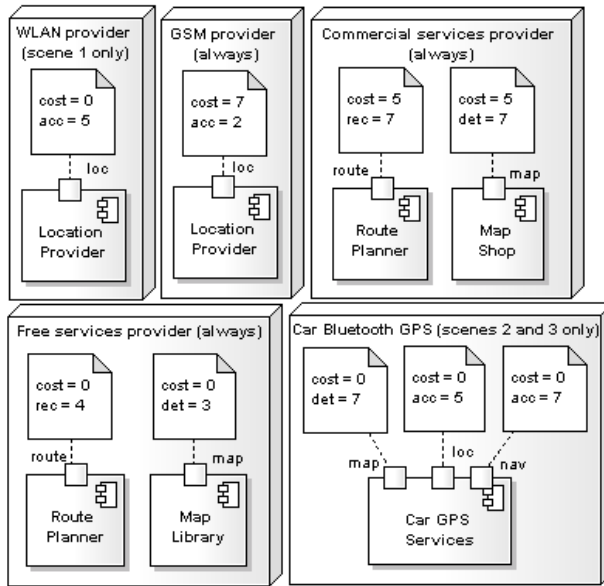 WLAN provider
(scene 1 only)
cost = 0
acc = 5
loc
Location
Provider
GSM provider
(always)
cost = 7
acc = 2
loc
Location
Provider
Commercial services provider
(always)
cost = 5
rec = 7
route
Route
Planner
cost = 5
det = 7
map
Map
Shop
Free services provider (always)
cost = 0
rec = 4
route
Route
Planner
cost = 0
det = 3
map
Map
Library
Car Bluetooth GPS (scenes 2 and 3 only)
cost = 0
det = 7
map
cost = 0
acc = 5
loc
cost = 0
acc = 7
nav
Car GPS
Services